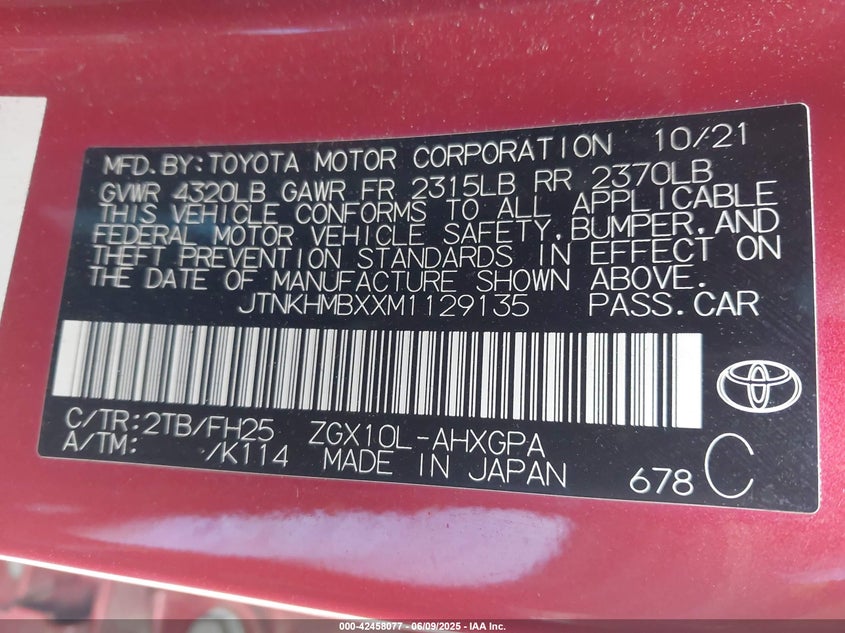 MFD.BY:TOYOTA MOTOR CORPORATION 10/21
GVWR 4320LB GAWR FR 2315LB RR 2370LB
THIS VEHICLE CONFORMS TO ALL APPLICABLE
FEDERAL MOTOR VEHICLE SAFETY,BUMPER,AND
THEFT PREVENTION STANDARDS IN EFFECT ON
THE DATE OF MANUFACTURE SHOWN ABOVE.
JTNKHMBXXM1129135 PASS.CAR
C/TR:2TB/FH25 ZGX10L-AHXGPA
A/TM: /K114 MADE IN JAPAN 678 C
000-42458077 - 06/09/2025 - IAA Inc.